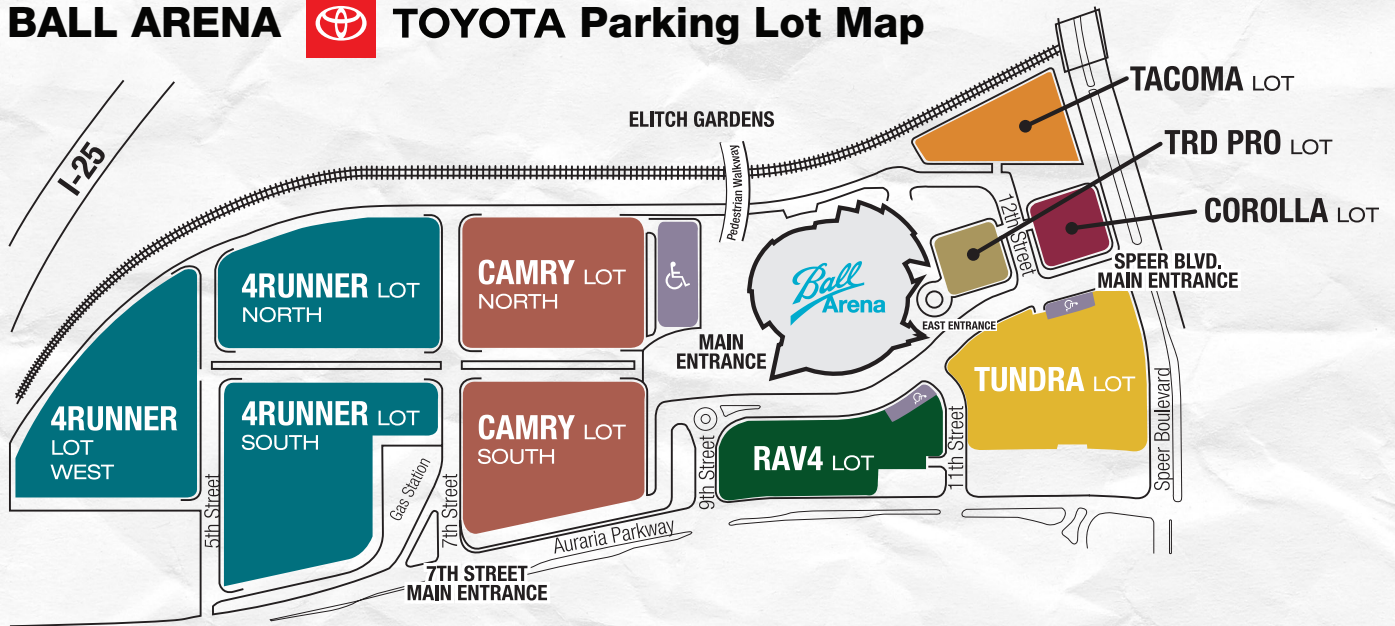 BALL ARENA TOYOTA Parking Lot Map
I-25
ELITCH GARDENS
Pedestrian Walkway
TACOMA LOT
TRD PRO LOT
COROLLA LOT
12th Street
SPEER BLVD.
MAIN ENTRANCE
4RUNNER LOT
NORTH
CAMRY LOT
NORTH
Ball
Arena
EAST ENTRANCE
MAIN
ENTRANCE
4RUNNER
LOT
WEST
4RUNNER LOT
SOUTH
CAMRY LOT
SOUTH
RAV4 LOT
TUNDRA LOT
5th Street
Gas Station
7th Street
9th Street
11th Street
Speer Boulevard
Auraria Parkway
7TH STREET
MAIN ENTRANCE